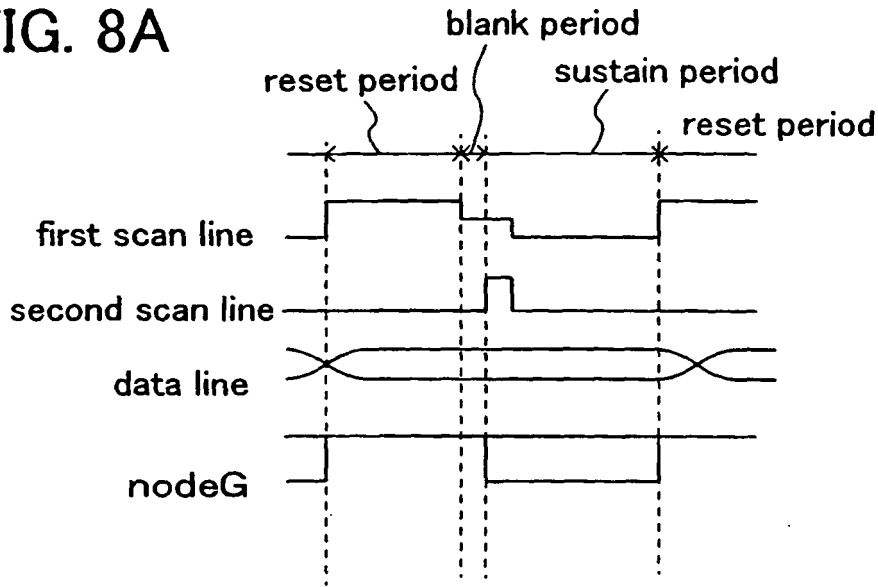 IG. 8A
blank period
reset period
sustain period
reset period
first scan line
second scan line
data line
nodeG